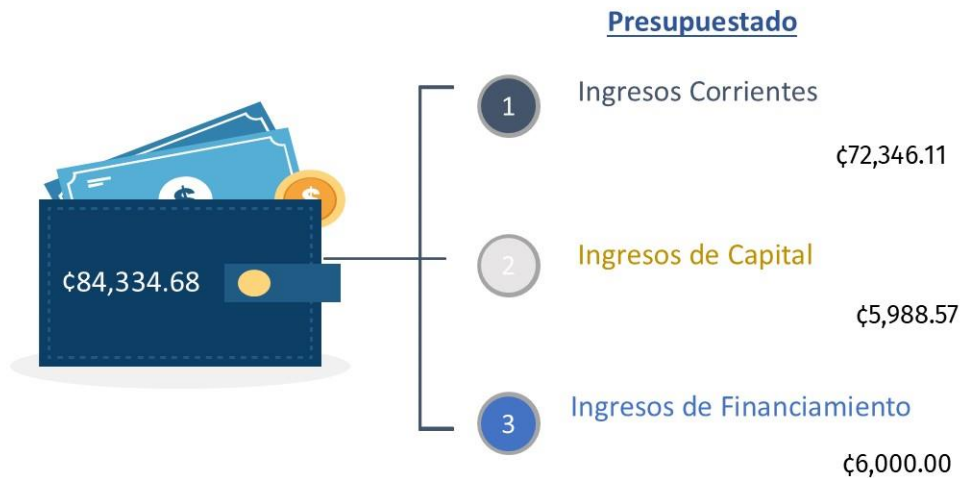 Presupuestado
1
Ingresos Corrientes
₵72,346.11
₵84,334.68
2
Ingresos de Capital
₵5,988.57
3
Ingresos de Financiamiento
₵6,000.00
$
$